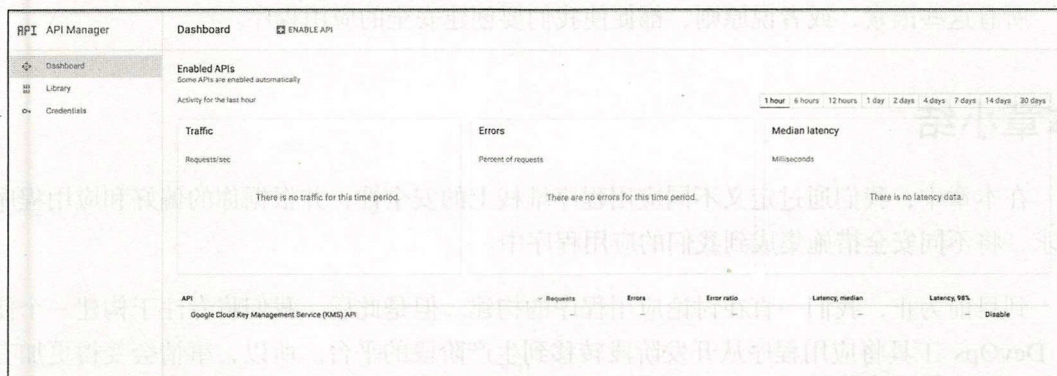 API API Manager Dashboard ENABLE API
Dashboard
Library
Credentials
Enabled APIs
Some APIs are enabled automatically
Activity for the last hour
1 hour 6 hours 12 hours 1 day 2 days 4 days 7 days 14 days 30 days
Traffic
Requests/sec
There is no traffic for this time period.
Errors
Percent of requests
There are no errors for this time period.
Median latency
Milliseconds
There is no latency data.
API Requests Errors Error ratio Latency, median Latency, 98%
Google Cloud Key Management Service (KMS) API Disable